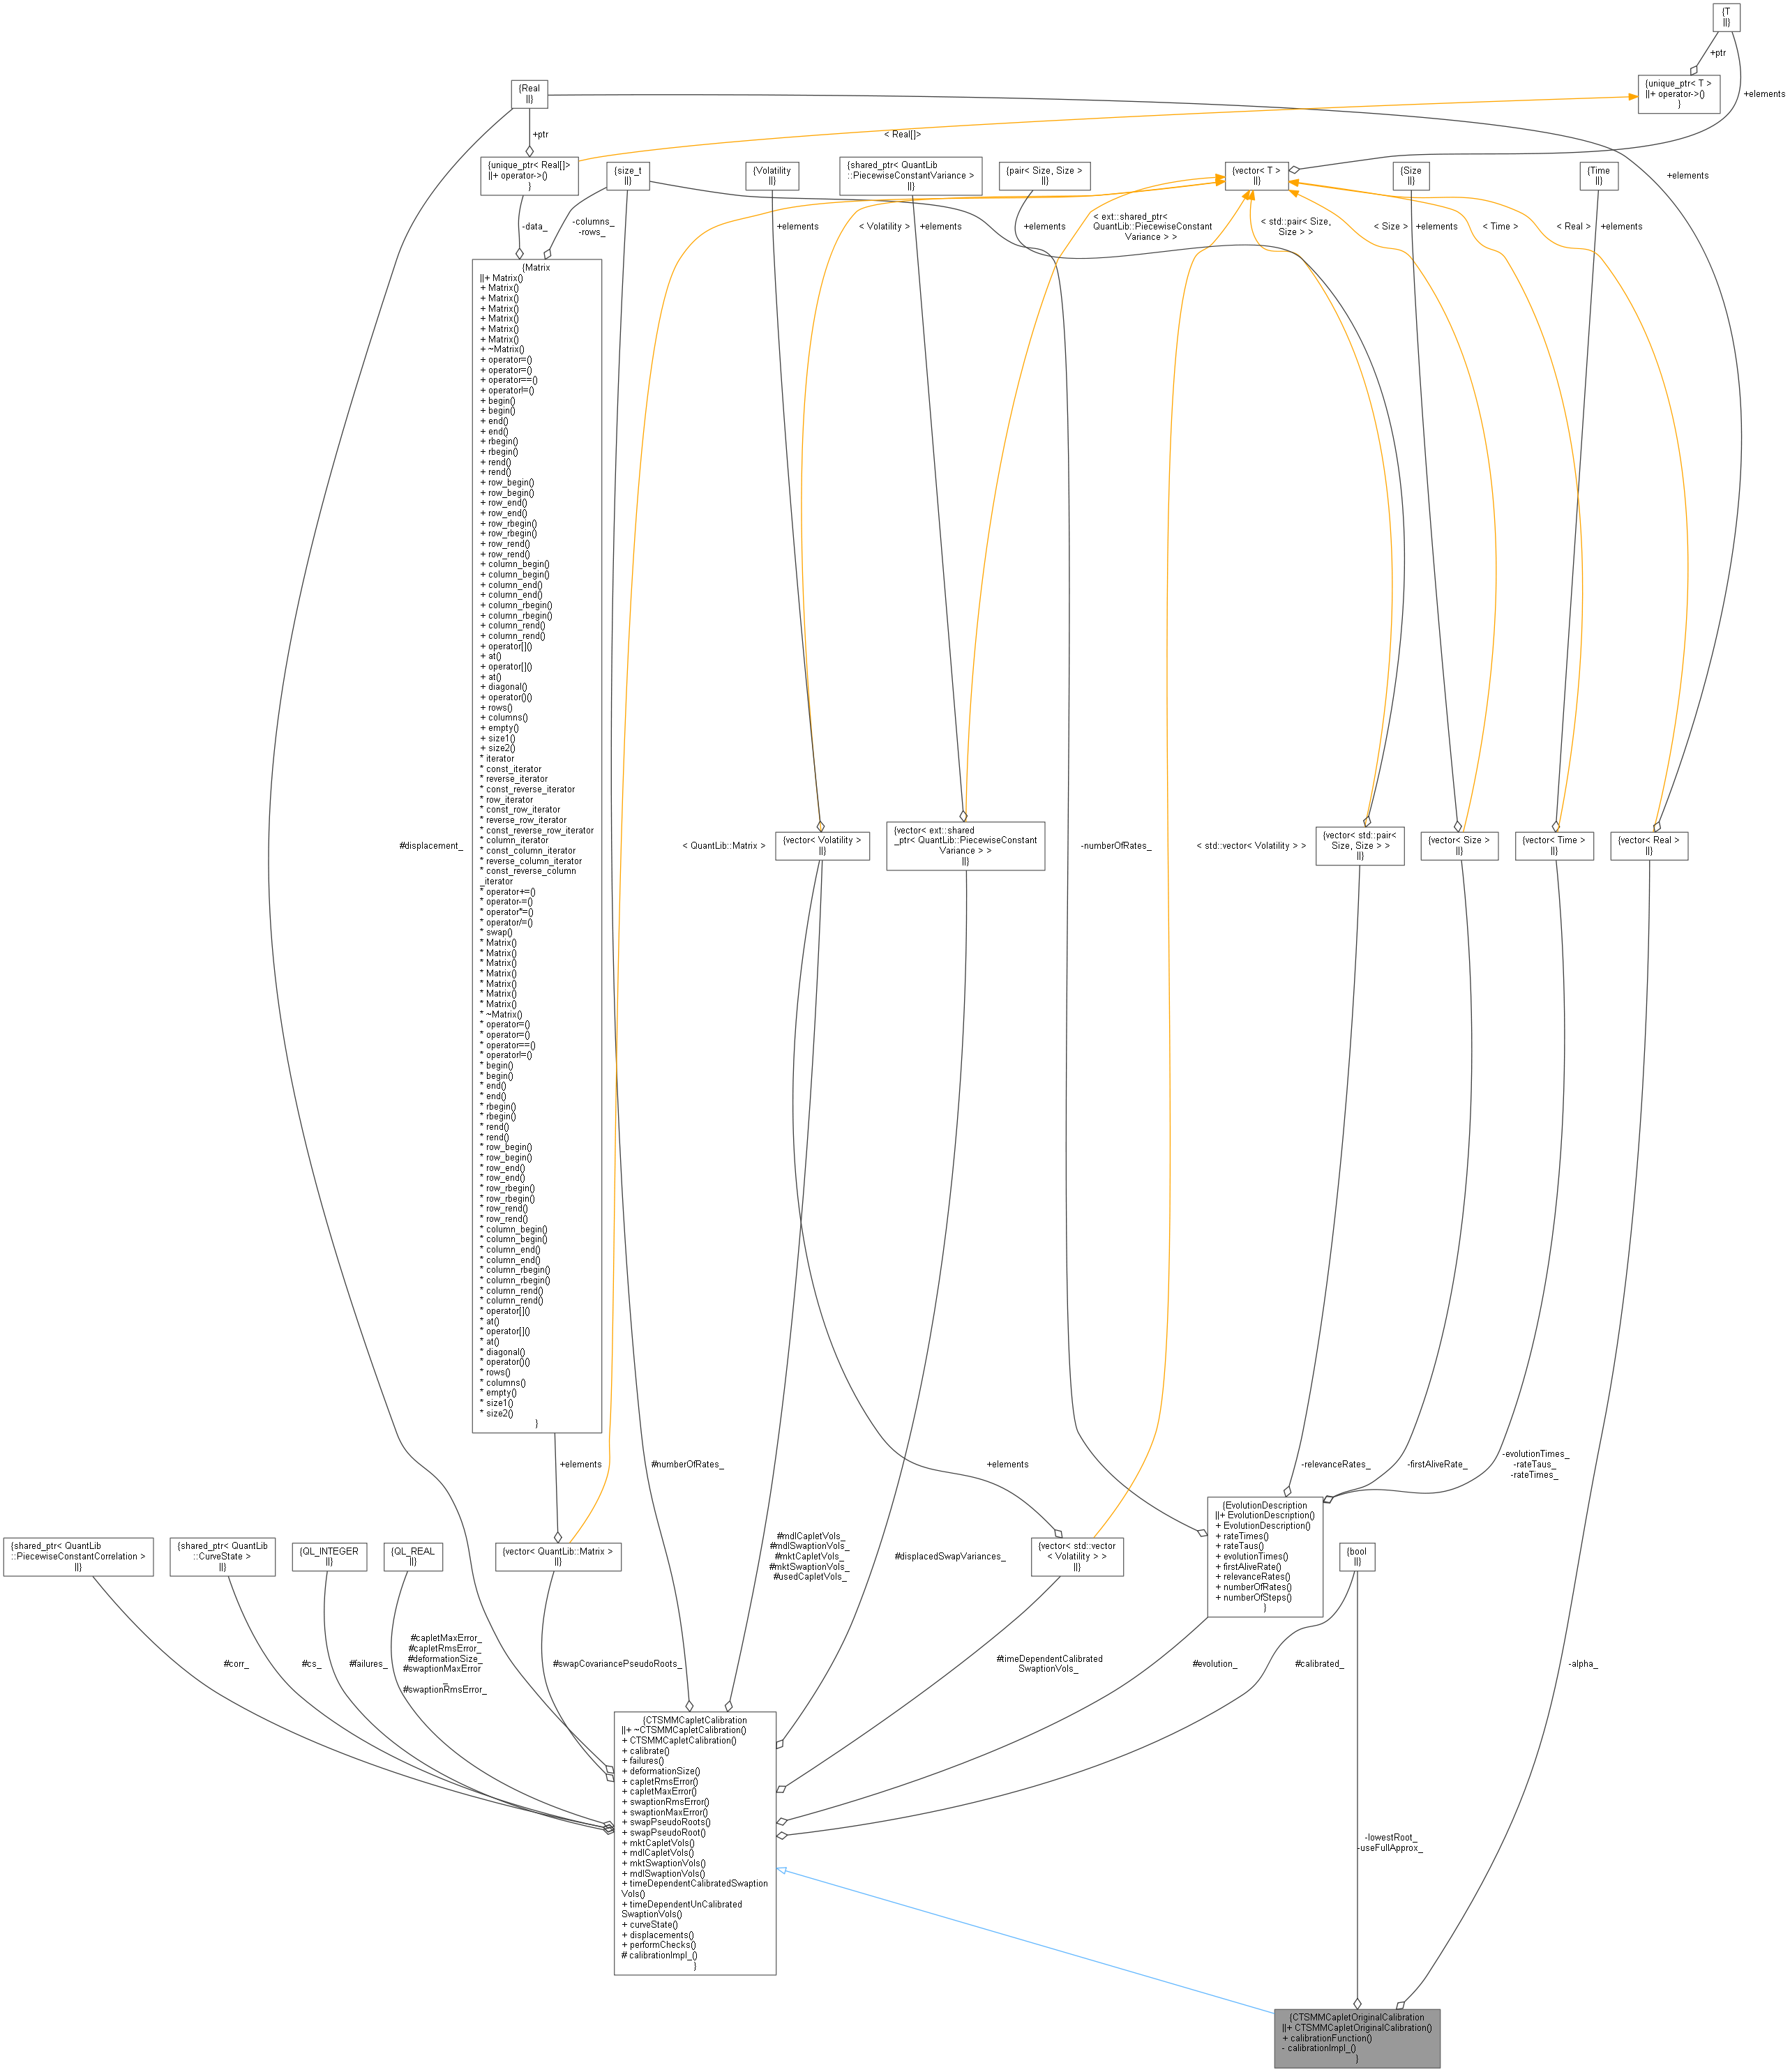 {T
||}
+ptr
{unique_ptr< T >
||+ operator->()
}
+elements
{Real
||}
< Real[]>
+ptr
{unique_ptr< Real[]>
||+ operator->()
}
{size_t
||}
{Volatility
||}
{shared_ptr< QuantLib
::PiecewiseConstantVariance >
||}
{pair< Size, Size >
||}
{vector< T >
||}
{Size
||}
{Time
||}
+elements
-data_
-columns_
-rows_
+elements
< Volatility >
+elements
+elements
< ext::shared_ptr<
QuantLib::PiecewiseConstant
Variance > >
< std::pair< Size,
Size > >
< Size >
+elements
< Time >
< Real >
+elements
{Matrix
||+ Matrix()
+ Matrix()
+ Matrix()
+ Matrix()
+ Matrix()
+ Matrix()
+ Matrix()
+ ~Matrix()
+ operator=()
+ operator=()
+ operator==()
+ operator!=()
+ begin()
+ begin()
+ end()
+ end()
+ rbegin()
+ rbegin()
+ rend()
+ rend()
+ row_begin()
+ row_begin()
+ row_end()
+ row_end()
+ row_rbegin()
+ row_rbegin()
+ row_rend()
+ row_rend()
+ column_begin()
+ column_begin()
+ column_end()
+ column_end()
+ column_rbegin()
+ column_rbegin()
+ column_rend()
+ column_rend()
+ operator[]()
+ at()
+ operator[]()
+ at()
+ diagonal()
+ operator()()
+ rows()
+ columns()
+ empty()
+ size1()
+ size2()
* iterator
* const_iterator
* reverse_iterator
* const_reverse_iterator
* row_iterator
* const_row_iterator
* reverse_row_iterator
* const_reverse_row_iterator
* column_iterator
* const_column_iterator
* reverse_column_iterator
* const_reverse_column
_iterator
* operator+=()
* operator-=()
* operator*=()
* operator/=()
* swap()
* Matrix()
* Matrix()
* Matrix()
* Matrix()
* Matrix()
* Matrix()
* Matrix()
* ~Matrix()
* operator=()
* operator=()
* operator==()
* operator!=()
* begin()
* begin()
* end()
* end()
* rbegin()
* rbegin()
* rend()
* rend()
* row_begin()
* row_begin()
* row_end()
* row_end()
* row_rbegin()
* row_rbegin()
* row_rend()
* row_rend()
* column_begin()
* column_begin()
* column_end()
* column_end()
* column_rbegin()
* column_rbegin()
* column_rend()
* column_rend()
* operator[]()
* at()
* operator[]()
* at()
* diagonal()
* operator()()
* rows()
* columns()
* empty()
* size1()
* size2()
}
#displacement_
< QuantLib::Matrix >
{vector< Volatility >
||}
{vector< ext::shared
_ptr< QuantLib::PiecewiseConstant
Variance > >
||}
-numberOfRates_
< std::vector< Volatility > >
{vector< std::pair<
Size, Size > >
||}
{vector< Size >
||}
{vector< Time >
||}
{vector< Real >
||}
+elements
#numberOfRates_
+elements
-relevanceRates_
-firstAliveRate_
-evolutionTimes_
-rateTaus_
-rateTimes_
{shared_ptr< QuantLib
::PiecewiseConstantCorrelation >
||}
{shared_ptr< QuantLib
::CurveState >
||}
{QL_INTEGER
||}
{QL_REAL
||}
{vector< QuantLib::Matrix >
||}
#mdlCapletVols_
#mdlSwaptionVols_
#mktCapletVols_
#mktSwaptionVols_
#usedCapletVols_
#displacedSwapVariances_
{vector< std::vector
< Volatility > >
||}
{EvolutionDescription
||+ EvolutionDescription()
+ EvolutionDescription()
+ rateTimes()
+ rateTaus()
+ evolutionTimes()
+ firstAliveRate()
+ relevanceRates()
+ numberOfRates()
+ numberOfSteps()
}
{bool
||}
#corr_
#cs_
#failures_
#capletMaxError_
#capletRmsError_
#deformationSize_
#swaptionMaxError
_
#swaptionRmsError_
#swapCovariancePseudoRoots_
#timeDependentCalibrated
SwaptionVols_
#evolution_
#calibrated_
-alpha_
{CTSMMCapletCalibration
||+ ~CTSMMCapletCalibration()
+ CTSMMCapletCalibration()
+ calibrate()
+ failures()
+ deformationSize()
+ capletRmsError()
+ capletMaxError()
+ swaptionRmsError()
+ swaptionMaxError()
+ swapPseudoRoots()
+ swapPseudoRoot()
+ mktCapletVols()
+ mdlCapletVols()
+ mktSwaptionVols()
+ mdlSwaptionVols()
+ timeDependentCalibratedSwaption
Vols()
+ timeDependentUnCalibrated
SwaptionVols()
+ curveState()
+ displacements()
+ performChecks()
# calibrationImpl_()
}
-lowestRoot_
-useFullApprox_
{CTSMMCapletOriginalCalibration
||+ CTSMMCapletOriginalCalibration()
+ calibrationFunction()
- calibrationImpl_()
}